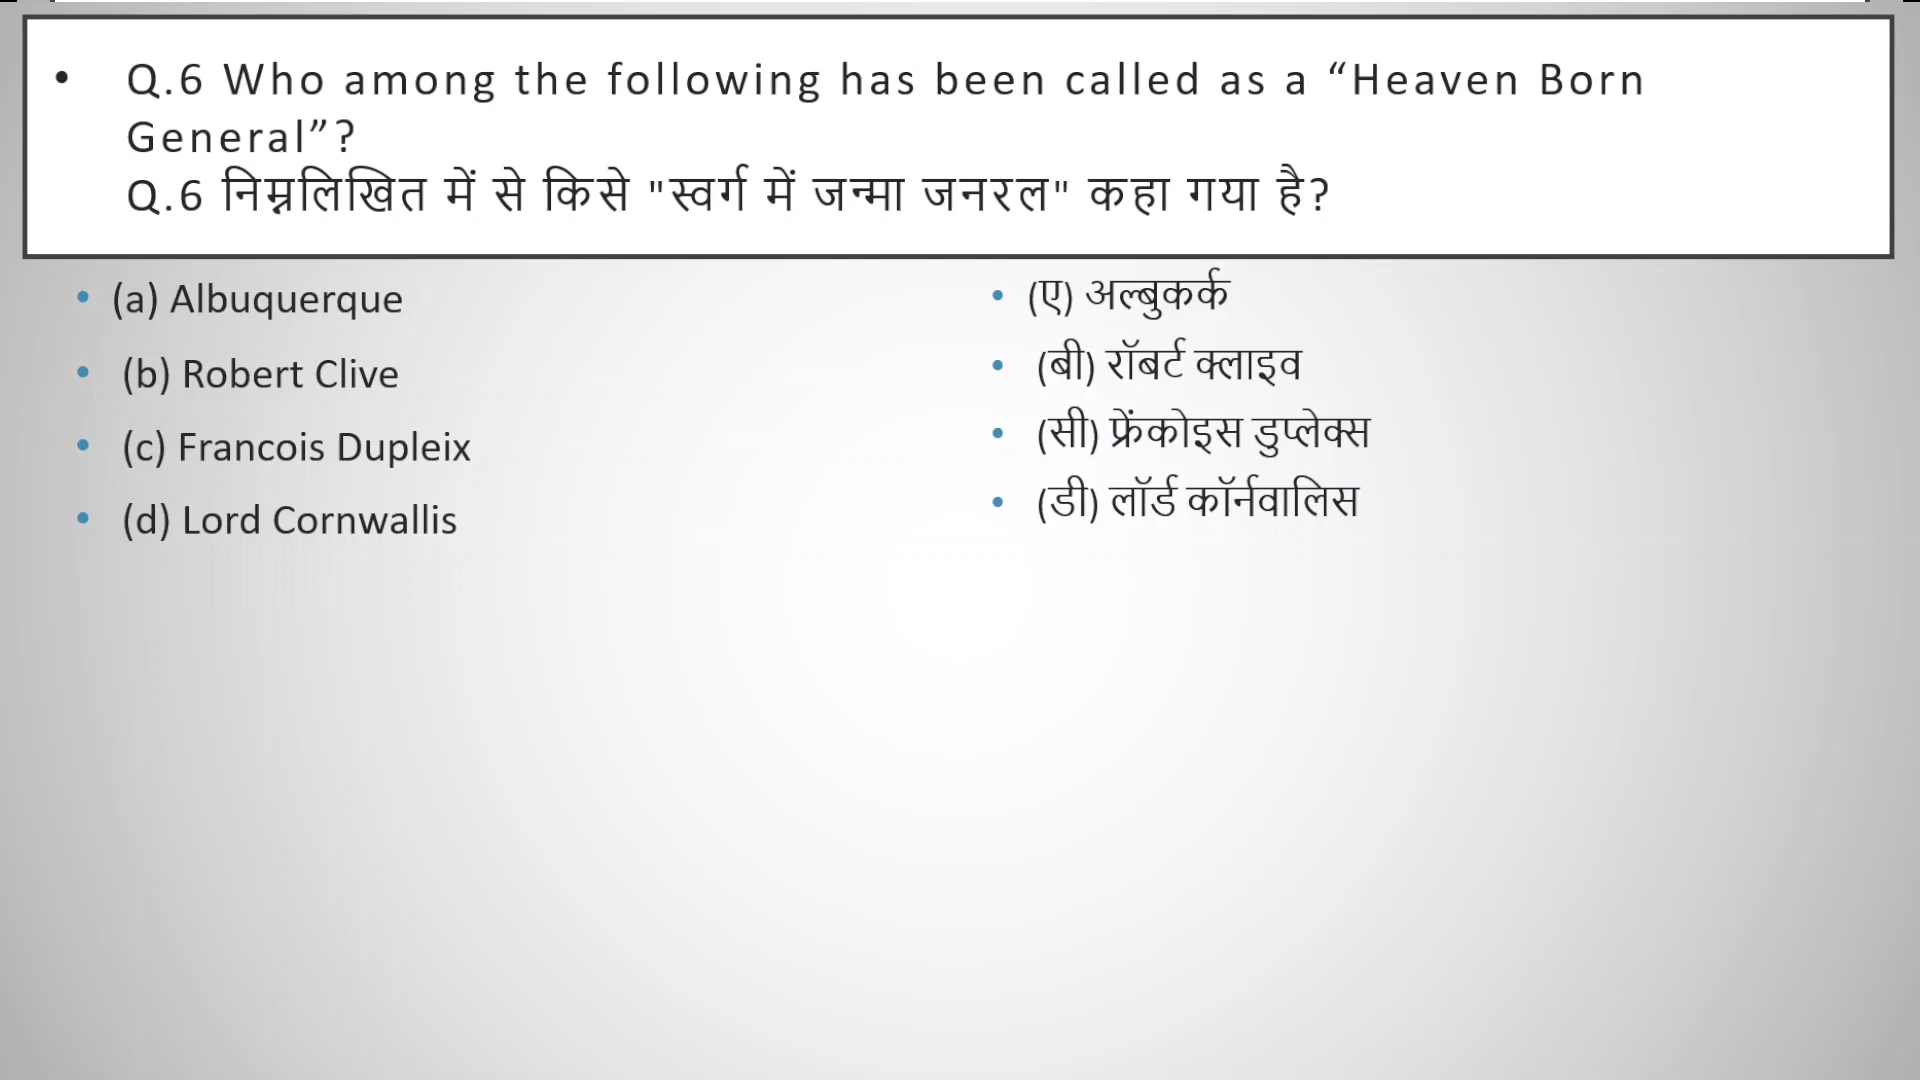 • Q.6 Who among the following has been called as a “Heaven Born
General”?
Q.6 निम्नलिखित में से किसे "स्वर्ग में जन्मा जनरल" कहा गया है?
• (a) Albuquerque
• (b) Robert Clive
• (c) Francois Dupleix
• (d) Lord Cornwallis
• (ए) अल्बुकर्क
• (बी) रॉबर्ट क्लाइव
• (सी) फ्रेंकोइस डुप्लेक्स
• (डी) लॉर्ड कॉर्नवालिस